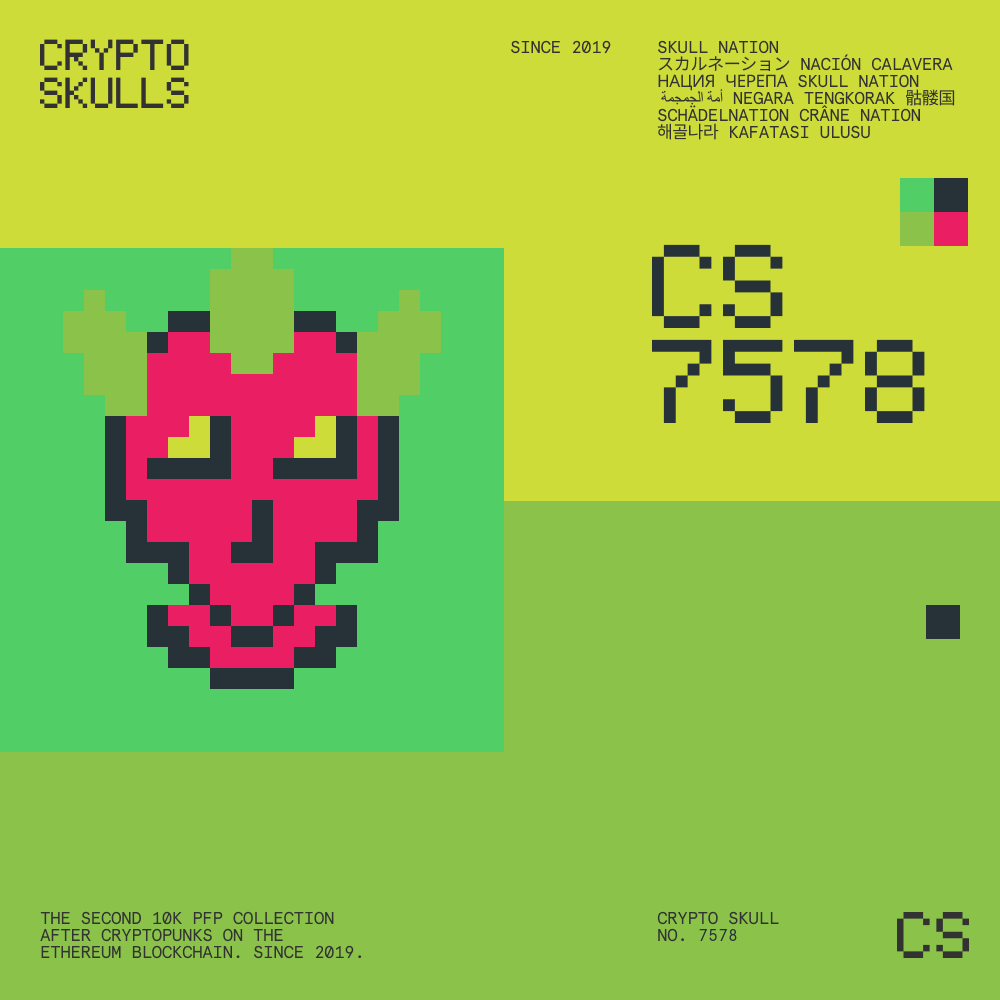 CRYPTO
SKULLS
SINCE 2019
SKULL NATION
スカルネーション NACIÓN CALAVERA
НАЦИЯ ЧЕРЕПА SKULL NATION
أمة الجمجمة NEGARA TENGKORAK 骷髅国
SCHÄDELNATION CRÂNE NATION
해골나라 KAFATASI ULUSU
CS
7578
THE SECOND 10K PFP COLLECTION
AFTER CRYPTOPUNKS ON THE
ETHEREUM BLOCKCHAIN. SINCE 2019.
CRYPTO SKULL
NO. 7578
CS